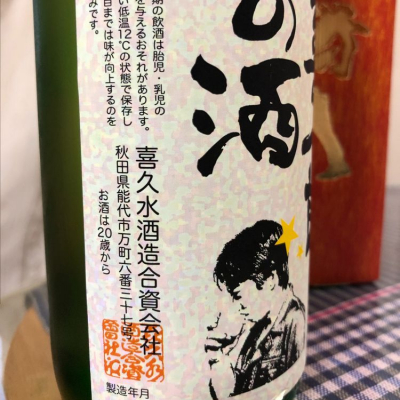 の酒
期の飲酒は胎児・乳児の
を与えるおそれがあります。
い低温12℃の状態で保存し
目までは味が向上するのを
みです。
喜久水酒造合資会社
秋田県能代市万町六番三十七号
お酒は20歳から
製造年月